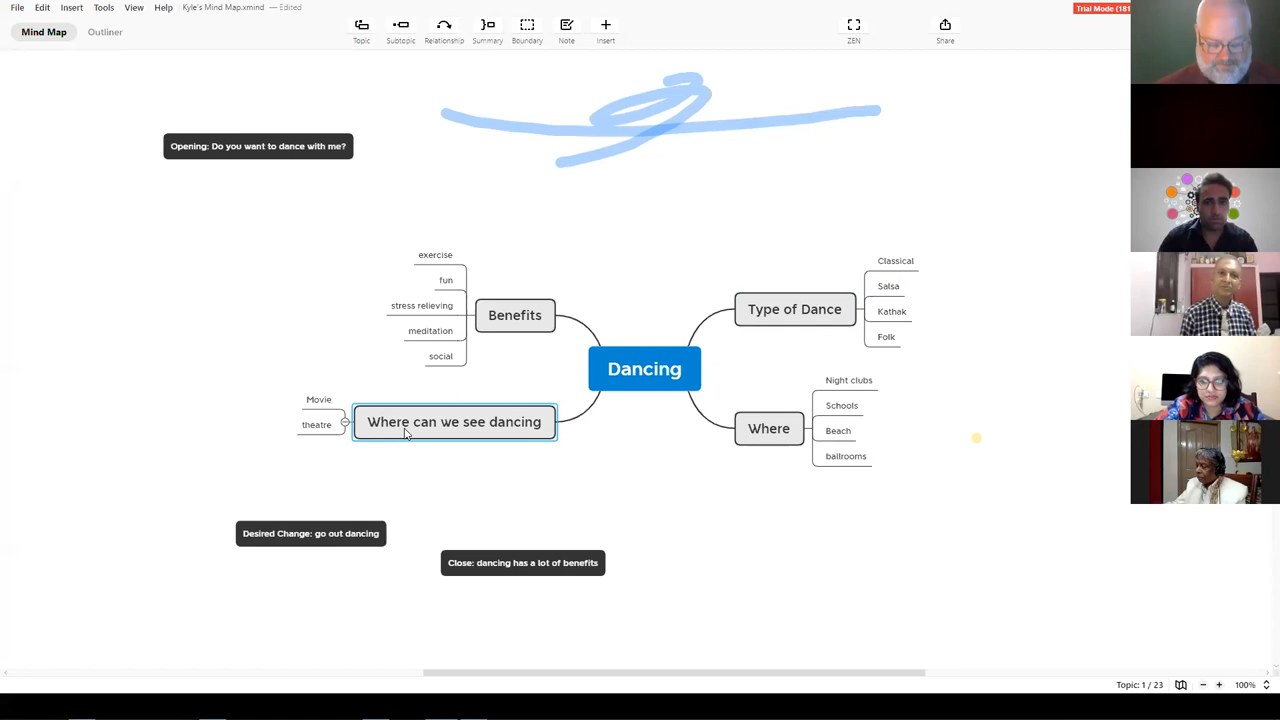 File Edit Insert Tools View Help Kyle's Mind Map.xmind — Edited
Trial Mode (181
Mind Map Outliner
Topic Subtopic Relationship Summary Boundary Note Insert ZEN Share
Opening: Do you want to dance with me?
exercise
fun
stress relieving
meditation
social
Benefits
Movie
theatre
Where can we see dancing
Dancing
Type of Dance
Classical
Salsa
Kathak
Folk
Where
Night clubs
Schools
Beach
ballrooms
Desired Change: go out dancing
Close: dancing has a lot of benefits
Topic: 1 / 23
100%